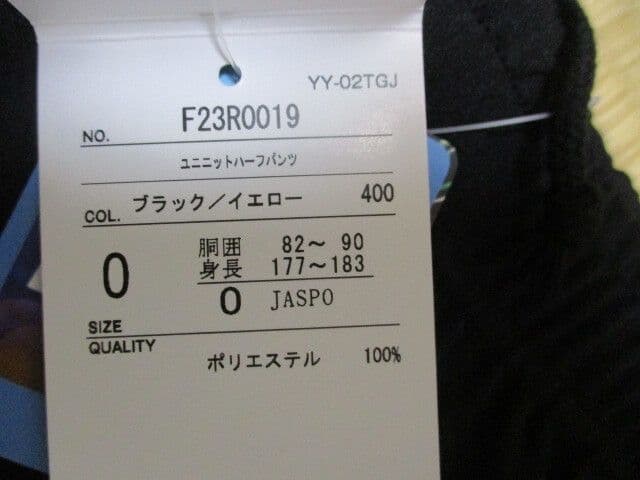 YY-02TGJ
NO. F23R0019
ユニニットハーフパンツ
COL. ブラック／イエロー 400
胴囲 82～ 90
身長 177～183
O
O JASPO
SIZE
QUALITY
ポリエステル 100%